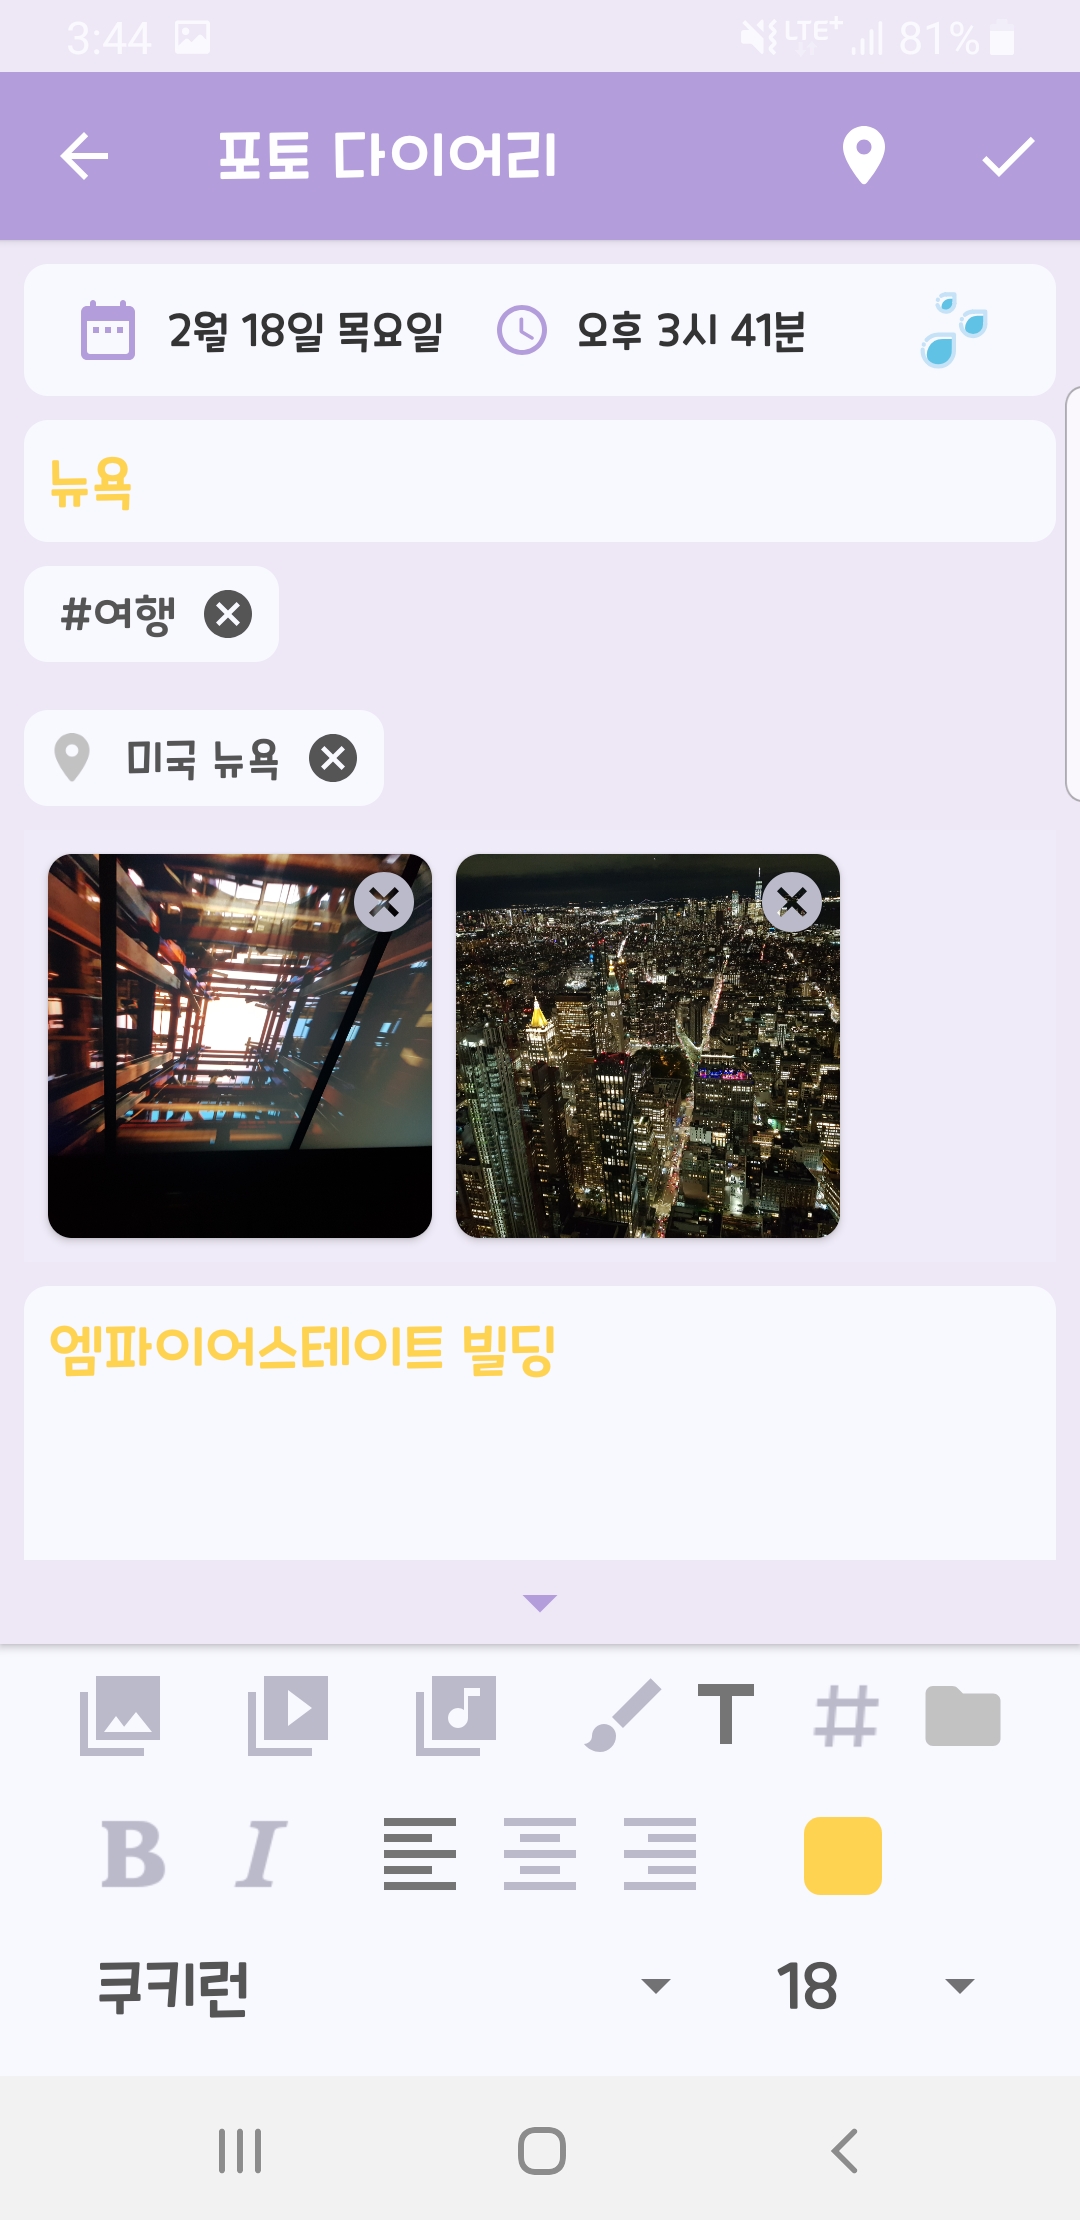 3:44 LTE+ 81%
포토 다이어리
2월 18일 목요일 오후 3시 41분
뉴욕
#여행
미국 뉴욕
엠파이어스테이트 빌딩
T #
B I
쿠키런 18